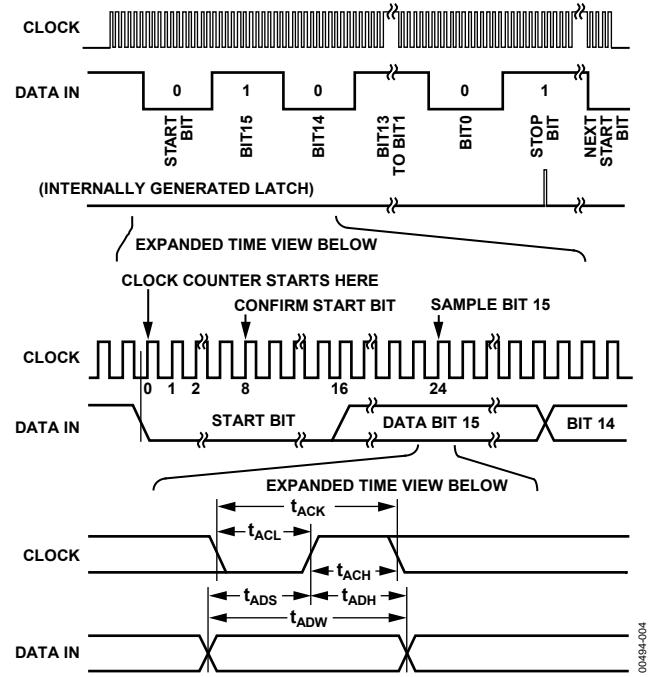 CLOCK
DATA IN
0 1 0 0 1
START BIT
BIT15
BIT14
BIT13 TO BIT1
BIT0
STOP BIT
NEXT START BIT
(INTERNALLY GENERATED LATCH)
EXPANDED TIME VIEW BELOW
CLOCK COUNTER STARTS HERE
CONFIRM START BIT
SAMPLE BIT 15
CLOCK
0 1 2 8 16 24
DATA IN
START BIT
DATA BIT 15
BIT 14
EXPANDED TIME VIEW BELOW
tACK
tACL
CLOCK
tACH
tADS
tADH
tADW
DATA IN
00494-004